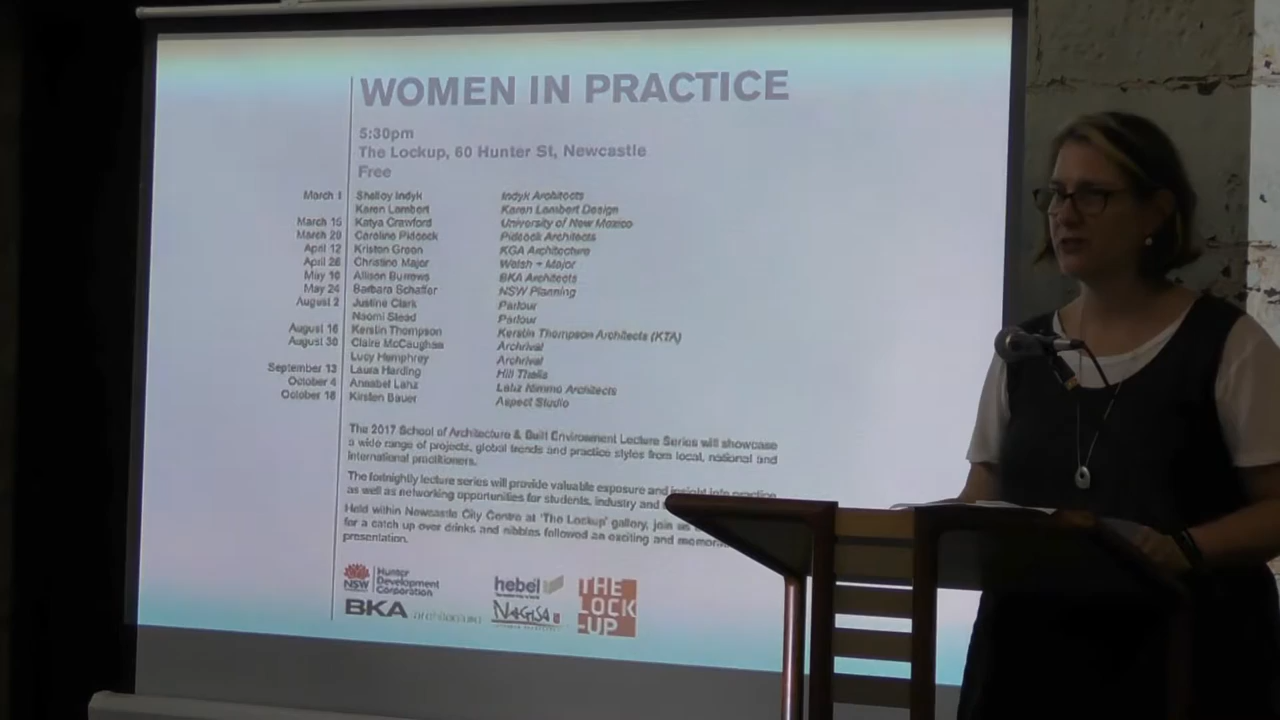 WOMEN IN PRACTICE
5:30pm
The Lockup, 60 Hunter St, Newcastle
Free
March 1 Shelley Indyk Indyk Architects
Karen Lambert Karen Lambert Design
March 15 Katya Crawford University of New Mexico
March 29 Caroline Pidcock Pidcock Architects
April 12 Kristen Green KGA Architecture
April 26 Christine Major Welsh + Major
May 10 Allison Burrows BKA Architects
May 24 Barbara Schaffer NSW Planning
August 2 Justine Clark Parlour
Naomi Stead Parlour
August 16 Kerstin Thompson Kerstin Thompson Architects (KTA)
August 30 Claire McCaughan Archrival
Lucy Humphrey Archrival
September 13 Laura Harding Hill Thalis
October 4 Annabel Lahz Lahz Nimmo Architects
October 18 Kirsten Bauer Aspect Studio
The 2017 School of Architecture & Built Environment Lecture Series will showcase
a wide range of projects, global trends and practice styles from local, national and
international practitioners.
The fortnightly lecture series will provide valuable exposure and insight into practice
as well as networking opportunities for students, industry and
Held within Newcastle City Centre at 'The Lockup' gallery, join us
for a catch up over drinks and nibbles followed an exciting and
presentation.
NSW Hunter
Development
Corporation
hebel
THE
LOCK
-UP
BKA architecture
NAGISA